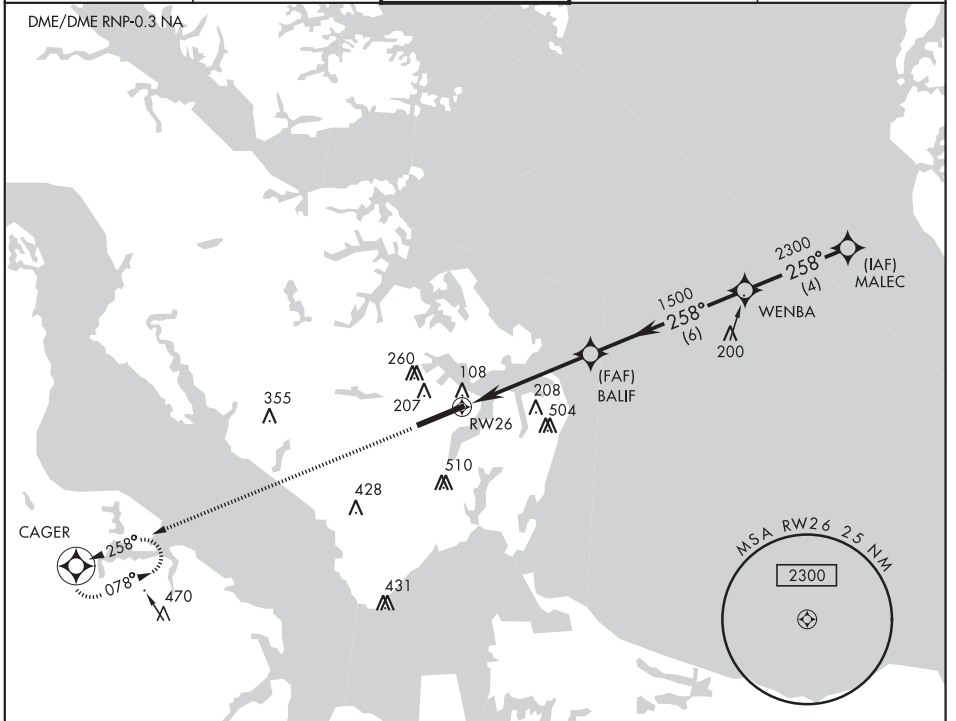 DME/DME RNP-0.3 NA
2300
258°
(4)
(IAF)
MALEC
WENBA
1500
258°
(6)
200
(FAF)
BALIF
260
108
207
208
504
RW26
355
510
428
CAGER
258°
078°
470
431
MSA RW26 25 NM
2300